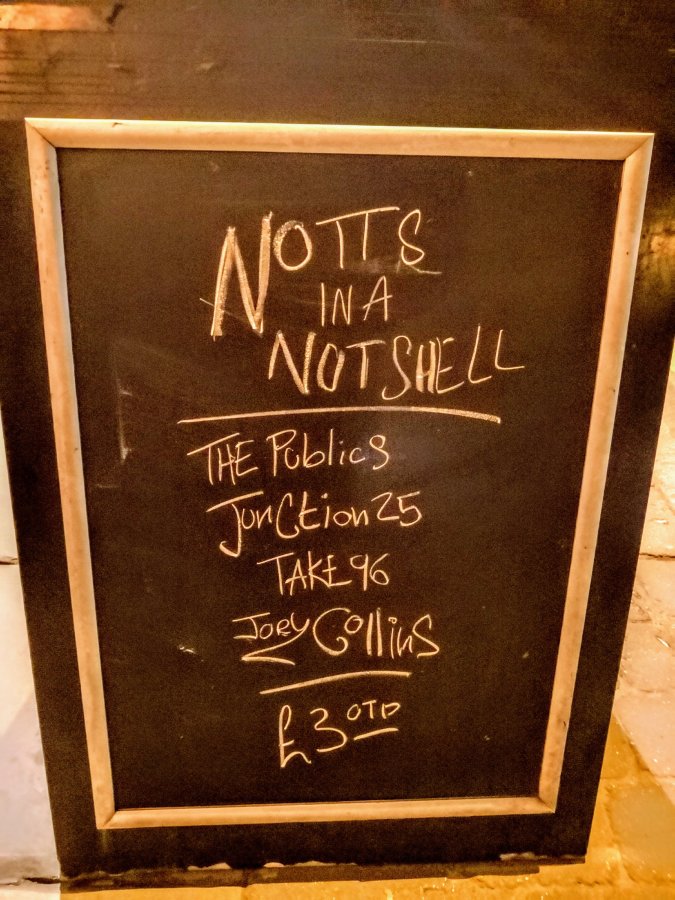 NOTTS
IN A
NOTSHELL
THE Publics
Junction 25
TAKE 96
JOEY Collins
£3 OTD